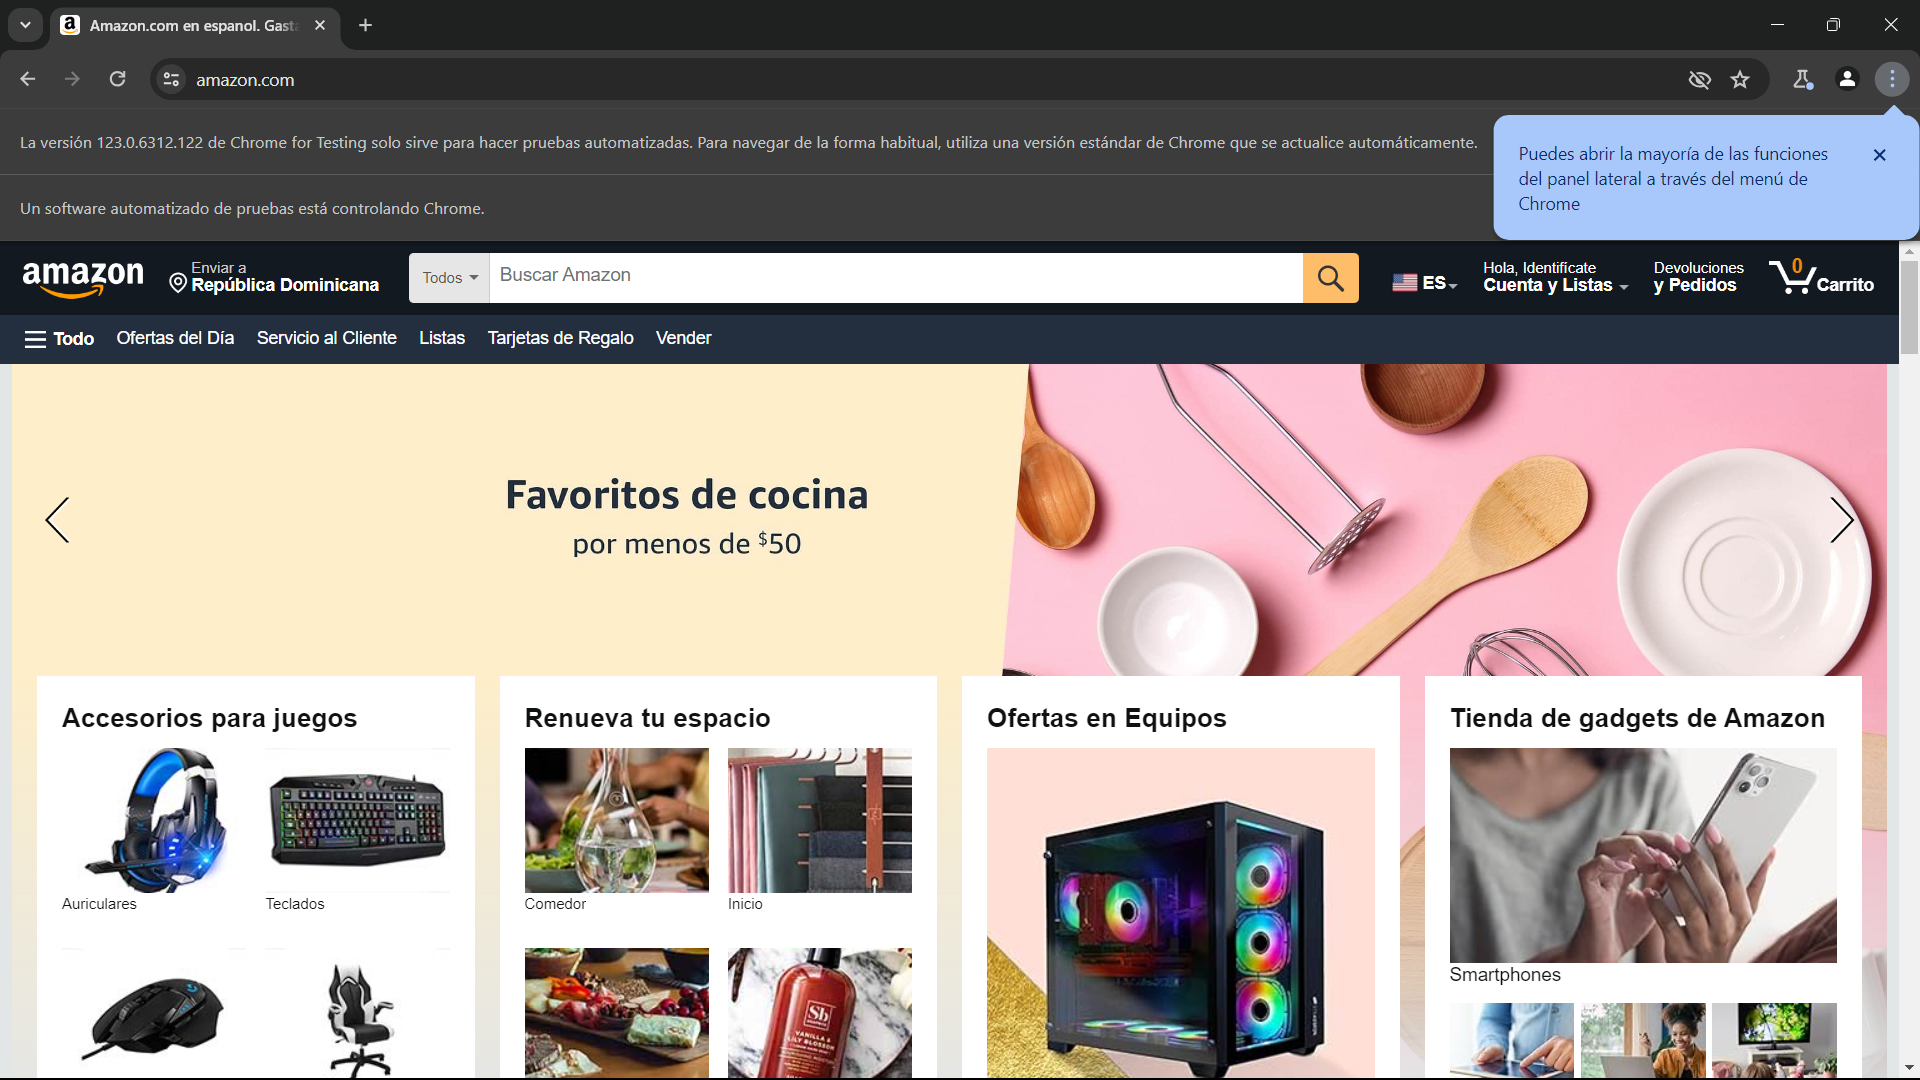 Amazon.com en espanol. Gast
amazon.com
La versión 123.0.6312.122 de Chrome for Testing solo sirve para hacer pruebas automatizadas. Para navegar de la forma habitual, utiliza una versión estándar de Chrome que se actualice automáticamente.
Puedes abrir la mayoría de las funciones
del panel lateral a través del menú de
Chrome
Un software automatizado de pruebas está controlando Chrome.
amazon
Enviar a
República Dominicana
Todos
Buscar Amazon
ES
Hola, Identifícate
Cuenta y Listas
Devoluciones
y Pedidos
0
Carrito
Todo
Ofertas del Día
Servicio al Cliente
Listas
Tarjetas de Regalo
Vender
Favoritos de cocina
por menos de $50
Accesorios para juegos
Auriculares
Teclados
Renueva tu espacio
Comedor
Inicio
Sb
VANILLA &
LILY BLOSSOM
Ofertas en Equipos
Tienda de gadgets de Amazon
Smartphones